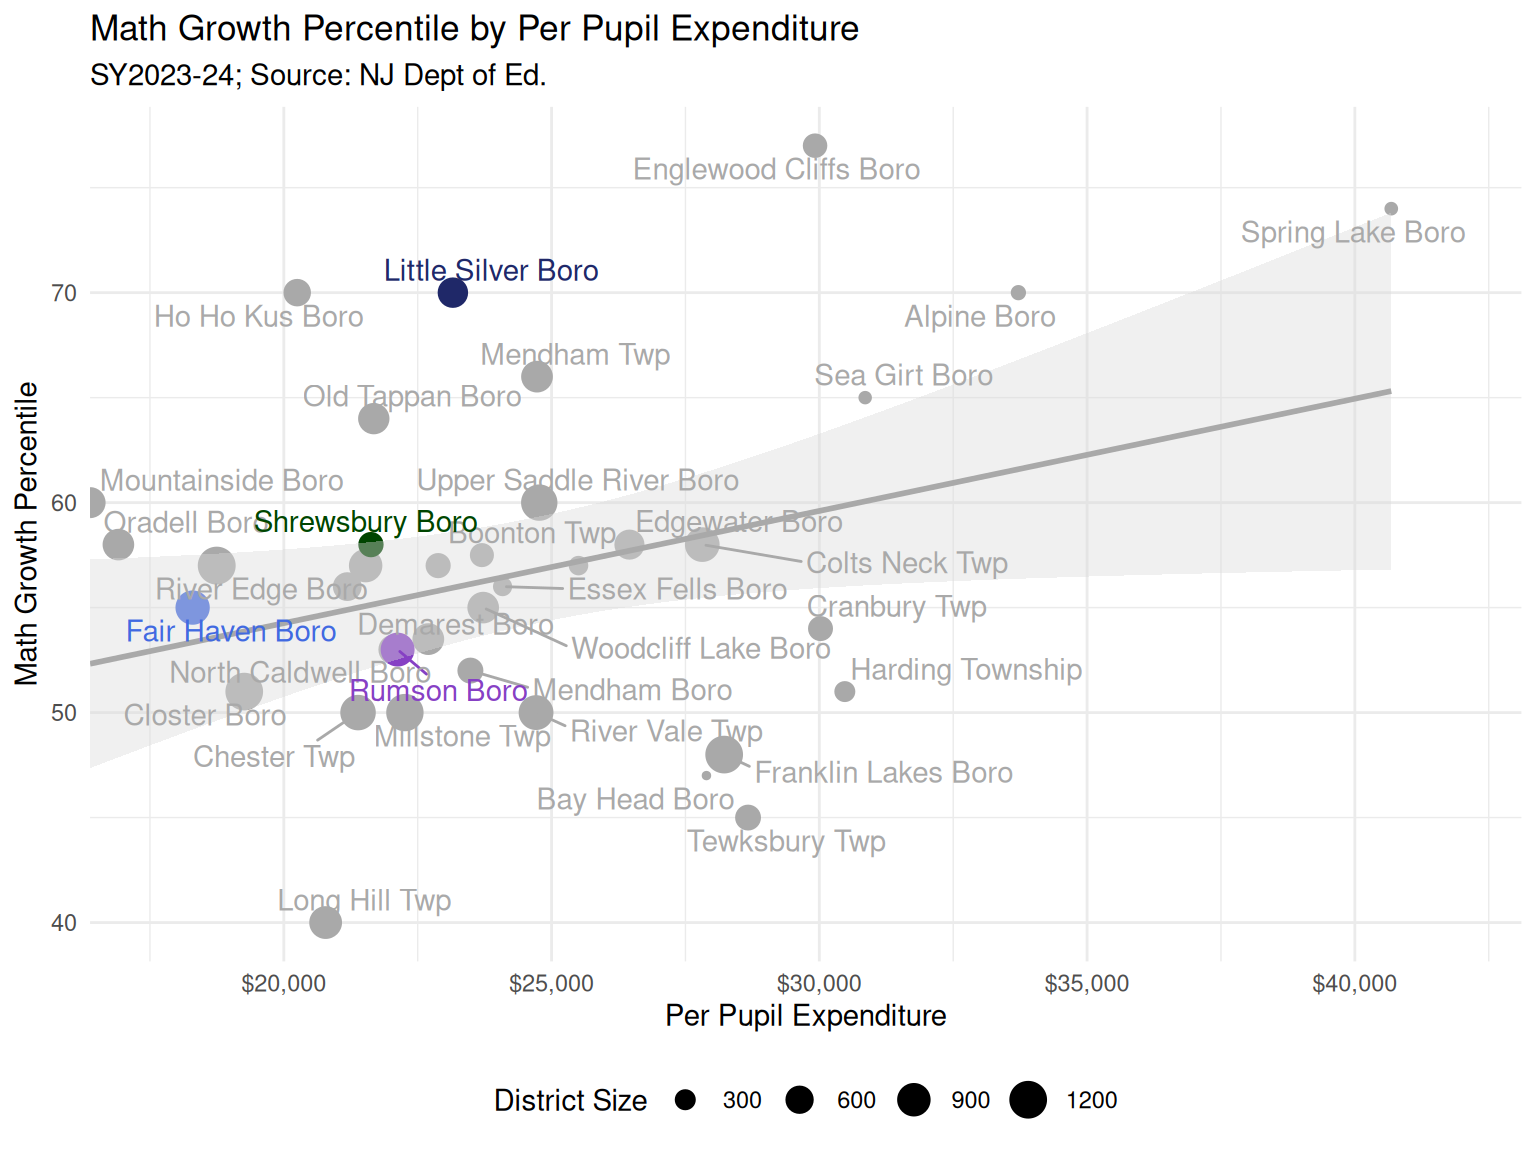 Math Growth Percentile by Per Pupil Expenditure
SY2023-24; Source: NJ Dept of Ed.
Englewood Cliffs Boro
Spring Lake Boro
Little Silver Boro
70
Ho Ho Kus Boro
Alpine Boro
Mendham Twp
Sea Girt Boro
Old Tappan Boro
Mountainside Boro
Upper Saddle River Boro
60
Oradell Boro
Shrewsbury Boro
Boonton Twp
Edgewater Boro
Colts Neck Twp
River Edge Boro
Essex Fells Boro
Cranbury Twp
Fair Haven Boro
Demarest Boro
Woodcliff Lake Boro
North Caldwell Boro
Harding Township
Rumson Boro
Mendham Boro
50
Closter Boro
Millstone Twp
River Vale Twp
Chester Twp
Franklin Lakes Boro
Bay Head Boro
Tewksbury Twp
Long Hill Twp
40
Math Growth Percentile
$20,000
$25,000
$30,000
$35,000
$40,000
Per Pupil Expenditure
District Size
300
600
900
1200